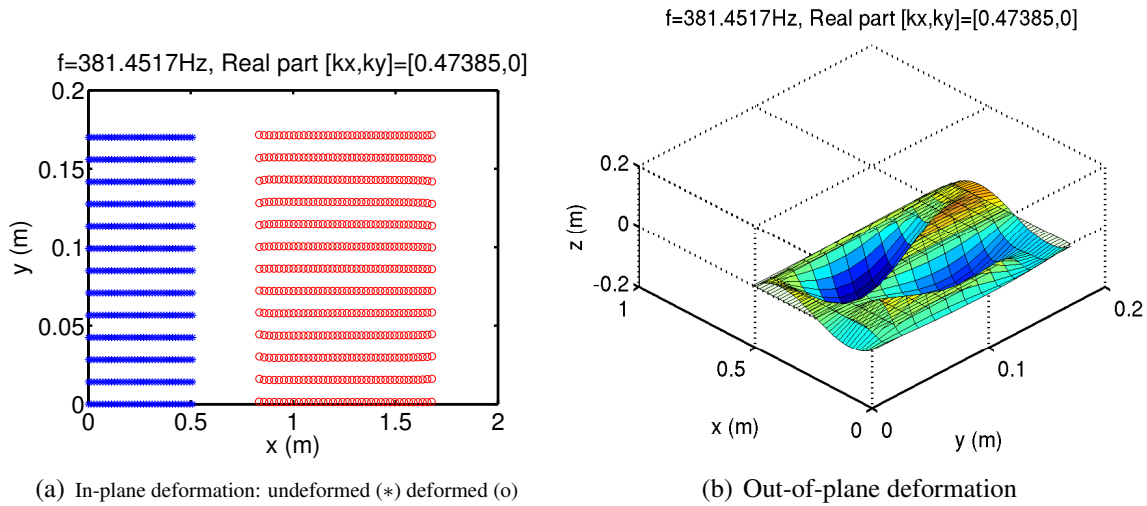 f=381.4517Hz, Real part [kx,ky]=[0.47385,0]
0.2
0.15
0.1
0.05
0
y (m)
0 0.5 1 1.5 2
x (m)
(a) In-plane deformation: undeformed (∗) deformed (o)
f=381.4517Hz, Real part [kx,ky]=[0.47385,0]
0.2
0
-0.2
z (m)
1
0.5
0
x (m)
0
0.1
0.2
y (m)
(b) Out-of-plane deformation